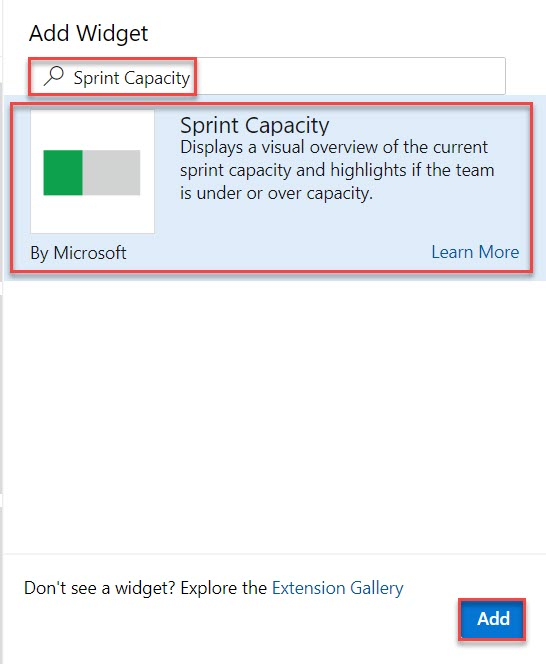 Add Widget
Sprint Capacity
Sprint Capacity
Displays a visual overview of the current
sprint capacity and highlights if the team
is under or over capacity.
By Microsoft
Learn More
Don't see a widget? Explore the Extension Gallery
Add